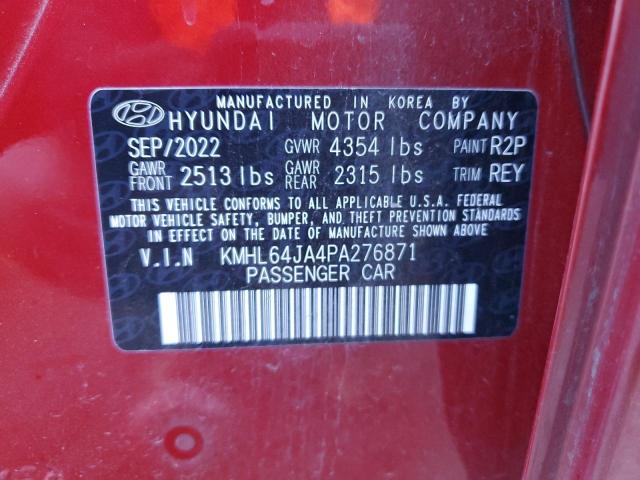 MANUFACTURED IN KOREA BY
HYUNDAI MOTOR COMPANY
SEP/2022 GVWR 4354 lbs PAINT R2P
GAWR FRONT 2513 lbs GAWR REAR 2315 lbs TRIM REY
THIS VEHICLE CONFORMS TO ALL APPLICABLE U.S.A. FEDERAL
MOTOR VEHICLE SAFETY, BUMPER, AND THEFT PREVENTION STANDARDS
IN EFFECT ON THE DATE OF MANUFACTURE SHOWN ABOVE.
V.I.N KMHL64JA4PA276871
PASSENGER CAR